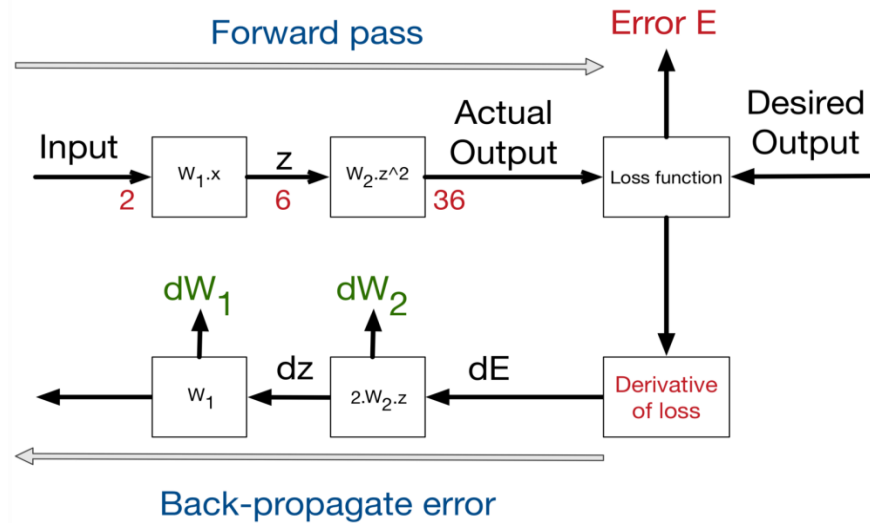 Forward pass
Error E
Input
W₁.x
z
W₂.z^2
Actual
Output
Loss function
Desired
Output
2
6
36
dW₁
dW₂
W₁
dz
2.W₂.z
dE
Derivative
of loss
Back-propagate error